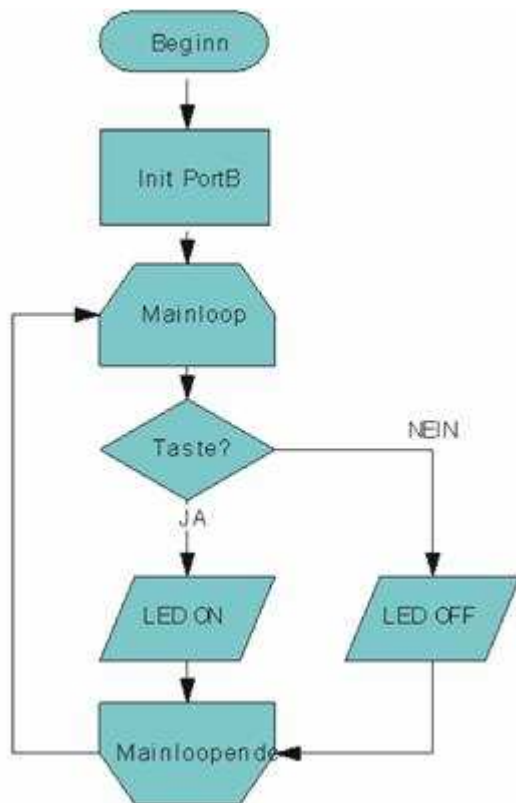 Beginn
Init PortB
Mainloop
Taste?
NEIN
JA
LED ON
LED OFF
Mainloopende